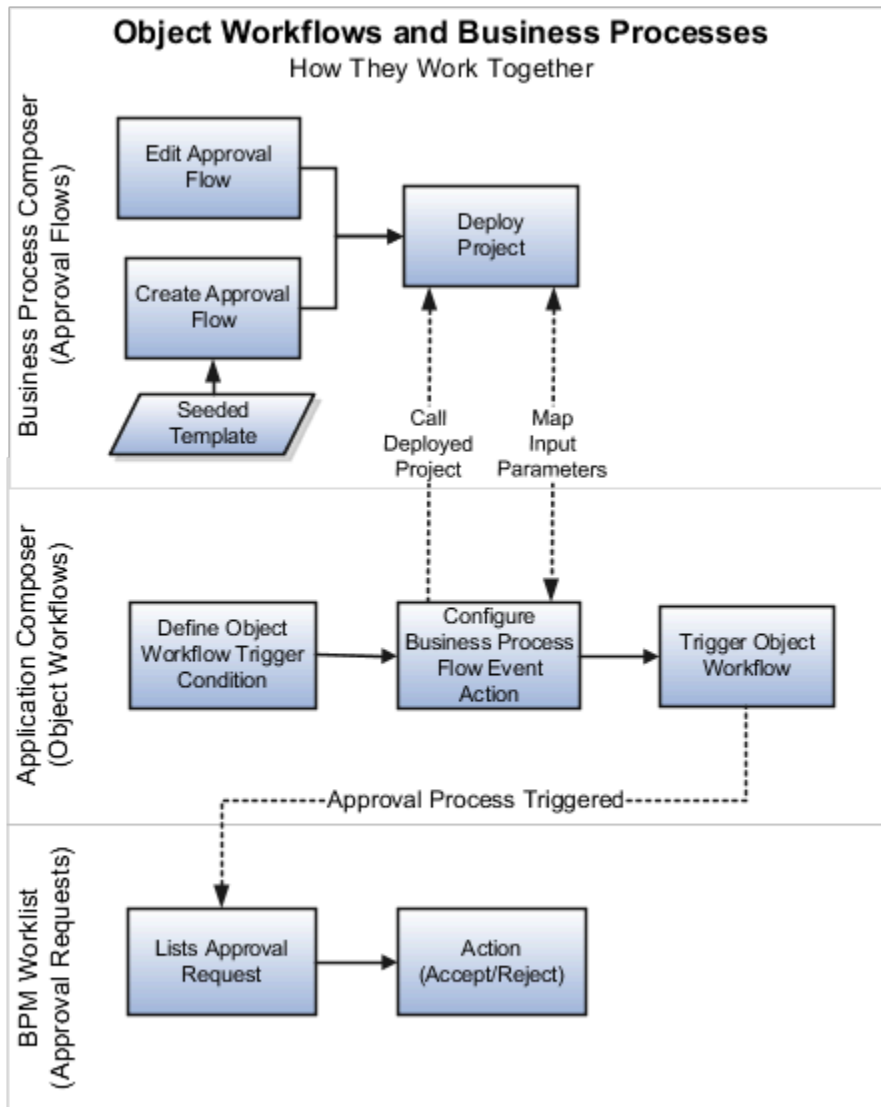 Object Workflows and Business Processes
How They Work Together
Business Process Composer
(Approval Flows)
Edit Approval
Flow
Deploy
Project
Create Approval
Flow
Seeded
Template
Call
Deployed
Project
Map
Input
Parameters
Application Composer
(Object Workflows)
Define Object
Workflow Trigger
Condition
Configure
Business Process
Flow Event
Action
Trigger Object
Workflow
Approval Process Triggered
BPM Worklist
(Approval Requests)
Lists Approval
Request
Action
(Accept/Reject)